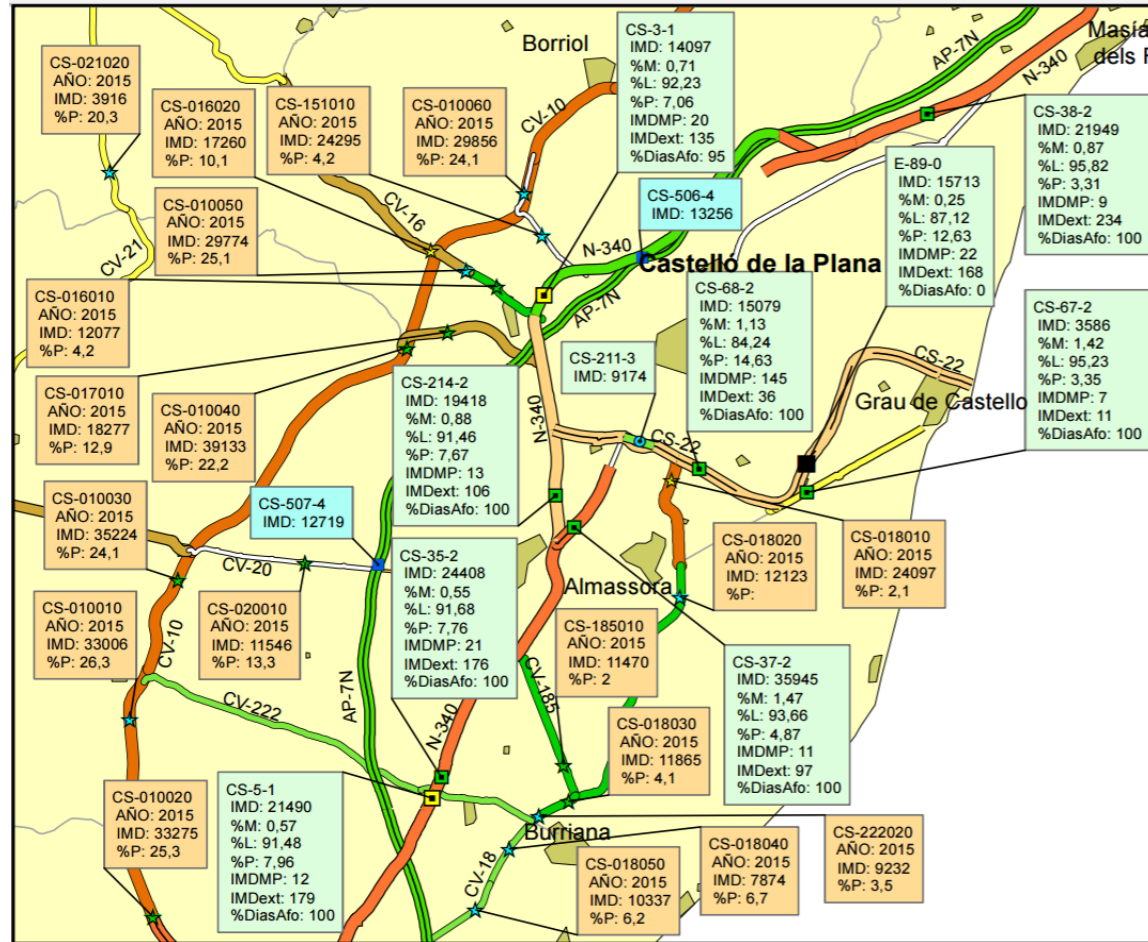 Borriol
AP-7N
Masía
dels F
N-340
CV-10
CS-3-1
IMD: 14097
%M: 0,71
%L: 92,23
%P: 7,06
IMDMP: 20
IMDext: 135
%DiasAfo: 95
CS-021020
AÑO: 2015
IMD: 3916
%P: 20,3
CS-016020
AÑO: 2015
IMD: 17260
%P: 10,1
CS-151010
AÑO: 2015
IMD: 24295
%P: 4,2
CS-010060
AÑO: 2015
IMD: 29856
%P: 24,1
CS-38-2
IMD: 21949
%M: 0,87
%L: 95,82
%P: 3,31
IMDMP: 9
IMDext: 234
%DiasAfo: 100
E-89-0
IMD: 15713
%M: 0,25
%L: 87,12
%P: 12,63
IMDMP: 22
IMDext: 168
%DiasAfo: 0
CS-506-4
IMD: 13256
CV-16
CV-21
CS-010050
AÑO: 2015
IMD: 29774
%P: 25,1
N-340
Castelló de la Plana
AP-7N
CS-016010
AÑO: 2015
IMD: 12077
%P: 4,2
CS-68-2
IMD: 15079
%M: 1,13
%L: 84,24
%P: 14,63
IMDMP: 145
IMDext: 36
%DiasAfo: 100
CS-67-2
IMD: 3586
%M: 1,42
%L: 95,23
%P: 3,35
IMDMP: 7
IMDext: 11
%DiasAfo: 100
CS-211-3
IMD: 9174
CS-22
Grau de Castello
CS-017010
AÑO: 2015
IMD: 18277
%P: 12,9
CS-010040
AÑO: 2015
IMD: 39133
%P: 22,2
CS-214-2
IMD: 19418
%M: 0,88
%L: 91,46
%P: 7,67
IMDMP: 13
IMDext: 106
%DiasAfo: 100
N-340
CS-22
CS-010030
AÑO: 2015
IMD: 35224
%P: 24,1
CS-507-4
IMD: 12719
CV-20
CS-35-2
IMD: 24408
%M: 0,55
%L: 91,68
%P: 7,76
IMDMP: 21
IMDext: 176
%DiasAfo: 100
Almassora
CS-018020
AÑO: 2015
IMD: 12123
%P:
CS-018010
AÑO: 2015
IMD: 24097
%P: 2,1
CS-010010
AÑO: 2015
IMD: 33006
%P: 26,3
CV-10
CS-020010
AÑO: 2015
IMD: 11546
%P: 13,3
CS-185010
AÑO: 2015
IMD: 11470
%P: 2
CS-37-2
IMD: 35945
%M: 1,47
%L: 93,66
%P: 4,87
IMDMP: 11
IMDext: 97
%DiasAfo: 100
CV-222
AP-7N
N-340
CV-185
CS-018030
AÑO: 2015
IMD: 11865
%P: 4,1
CS-010020
AÑO: 2015
IMD: 33275
%P: 25,3
CS-5-1
IMD: 21490
%M: 0,57
%L: 91,48
%P: 7,96
IMDMP: 12
IMDext: 179
%DiasAfo: 100
Burriana
CV-18
CS-018050
AÑO: 2015
IMD: 10337
%P: 6,2
CS-018040
AÑO: 2015
IMD: 7874
%P: 6,7
CS-222020
AÑO: 2015
IMD: 9232
%P: 3,5